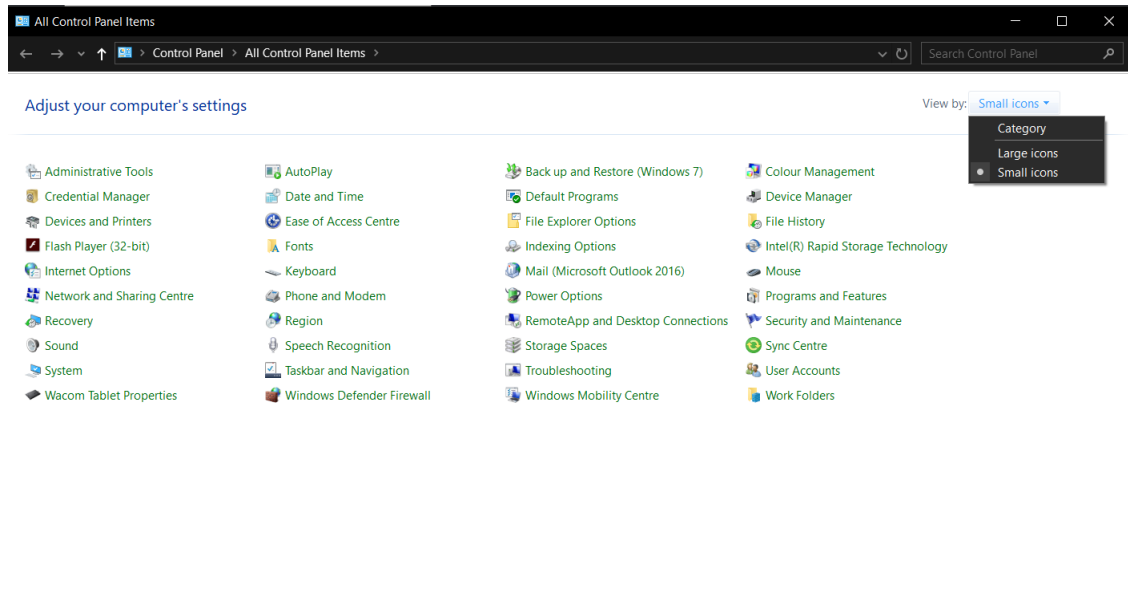 All Control Panel Items
Control Panel > All Control Panel Items >
Search Control Panel
Adjust your computer's settings
View by: Small icons
Category
Large icons
Small icons
Administrative Tools AutoPlay Back up and Restore (Windows 7) Colour Management
Credential Manager Date and Time Default Programs Device Manager
Devices and Printers Ease of Access Centre File Explorer Options File History
Flash Player (32-bit) Fonts Indexing Options Intel(R) Rapid Storage Technology
Internet Options Keyboard Mail (Microsoft Outlook 2016) Mouse
Network and Sharing Centre Phone and Modem Power Options Programs and Features
Recovery Region RemoteApp and Desktop Connections Security and Maintenance
Sound Speech Recognition Storage Spaces Sync Centre
System Taskbar and Navigation Troubleshooting User Accounts
Wacom Tablet Properties Windows Defender Firewall Windows Mobility Centre Work Folders